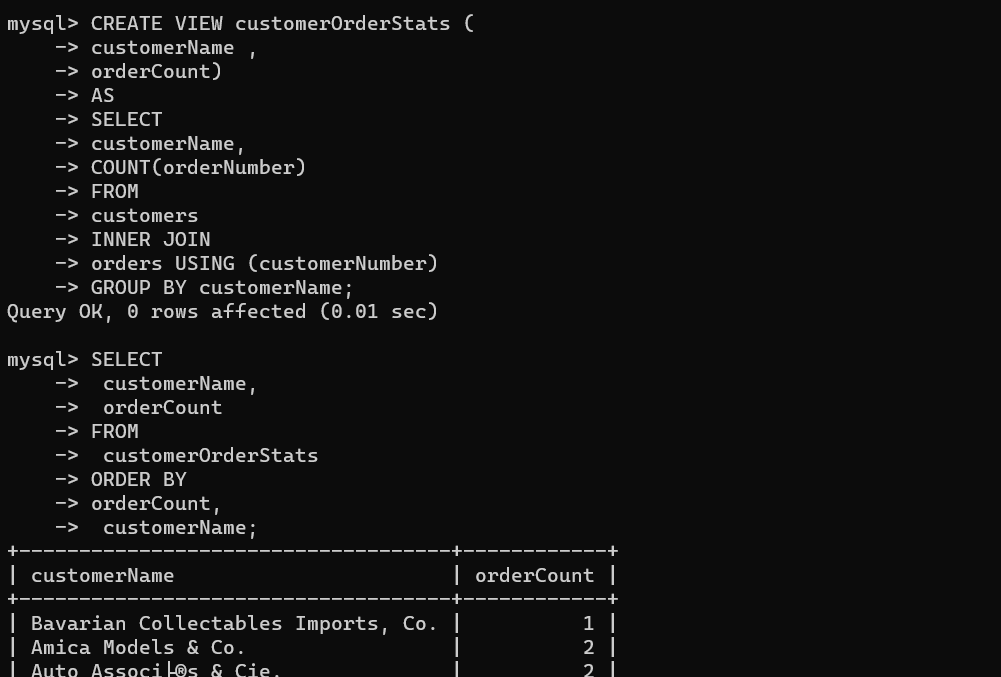 mysql> CREATE VIEW customerOrderStats (
    -> customerName ,
    -> orderCount)
    -> AS
    -> SELECT
    -> customerName,
    -> COUNT(orderNumber)
    -> FROM
    -> customers
    -> INNER JOIN
    -> orders USING (customerNumber)
    -> GROUP BY customerName;
Query OK, 0 rows affected (0.01 sec)

mysql> SELECT
    ->  customerName,
    ->  orderCount
    -> FROM
    ->  customerOrderStats
    -> ORDER BY
    -> orderCount,
    ->  customerName;
+------------------------------------+------------+
| customerName                       | orderCount |
+------------------------------------+------------+
| Bavarian Collectables Imports, Co. |          1 |
| Amica Models & Co.                 |          2 |
| Auto Associ├®s & Cie.              |          2 |